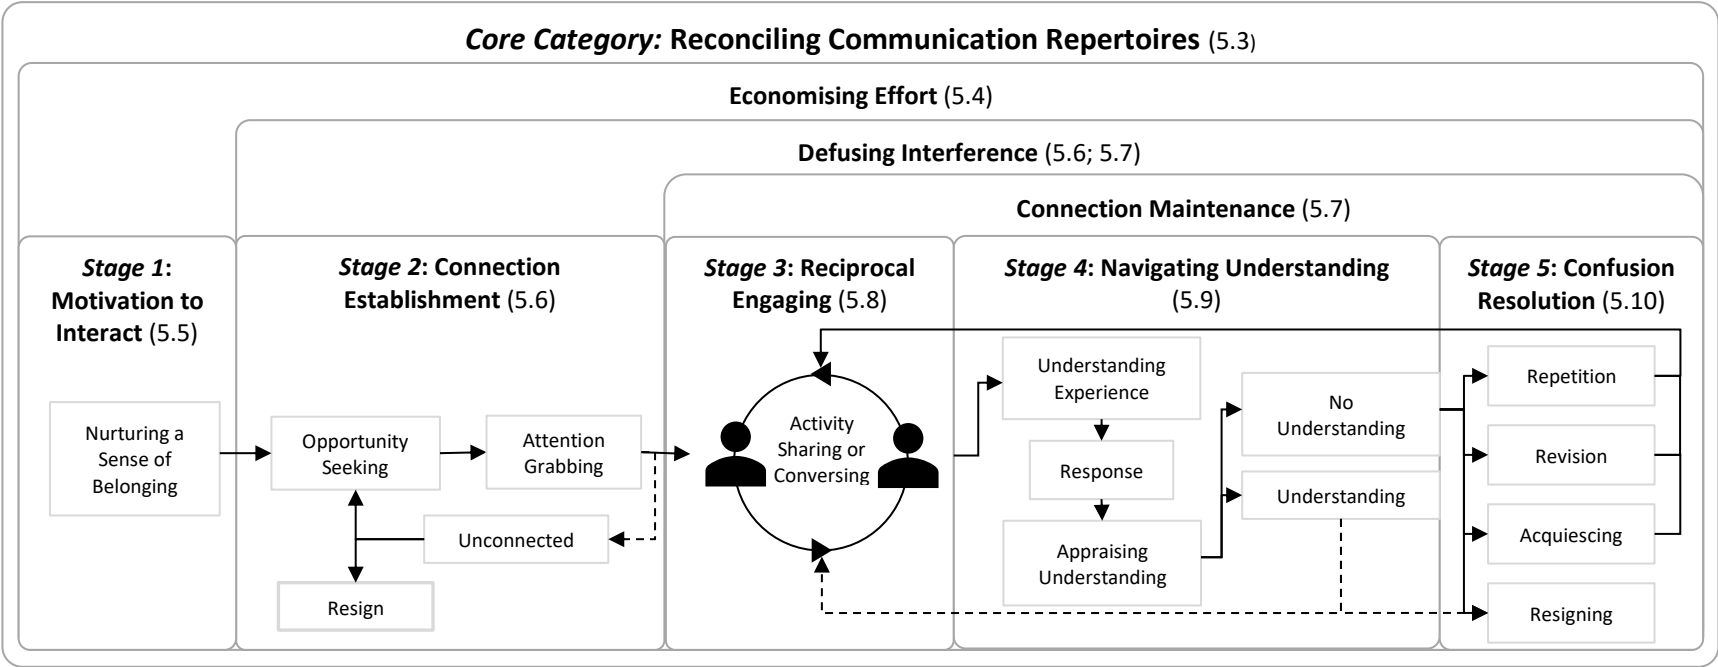 Core Category: Reconciling Communication Repertoires (5.3)
Economising Effort (5.4)
Defusing Interference (5.6; 5.7)
Connection Maintenance (5.7)
Stage 1:
Motivation to
Interact (5.5)
Nurturing a
Sense of
Belonging
Stage 2: Connection
Establishment (5.6)
Opportunity
Seeking
Attention
Grabbing
Unconnected
Resign
Stage 3: Reciprocal
Engaging (5.8)
Activity
Sharing or
Conversing
Stage 4: Navigating Understanding
(5.9)
Understanding
Experience
Response
Appraising
Understanding
No
Understanding
Understanding
Stage 5: Confusion
Resolution (5.10)
Repetition
Revision
Acquiescing
Resigning